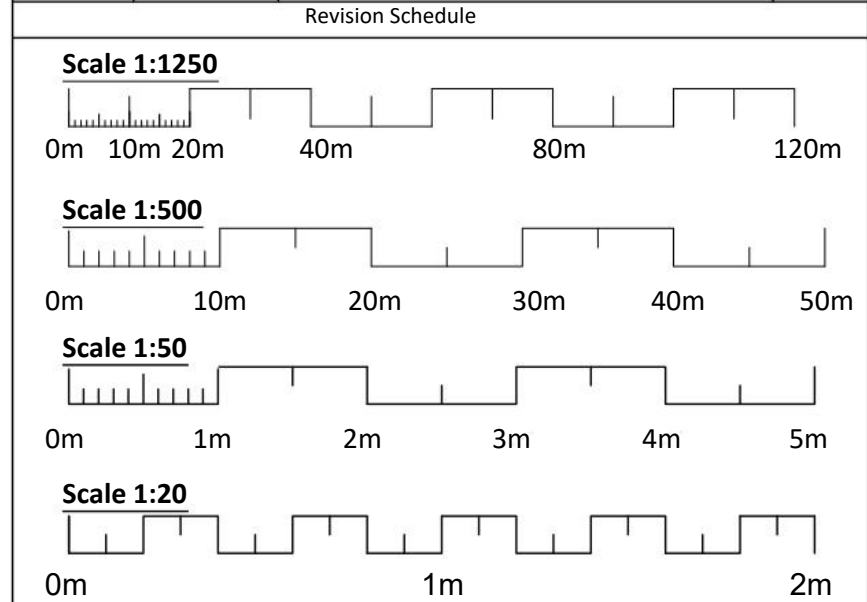 Revision Schedule
Scale 1:1250
0m 10m 20m 40m 80m 120m
Scale 1:500
0m 10m 20m 30m 40m 50m
Scale 1:50
0m 1m 2m 3m 4m 5m
Scale 1:20
0m 1m 2m